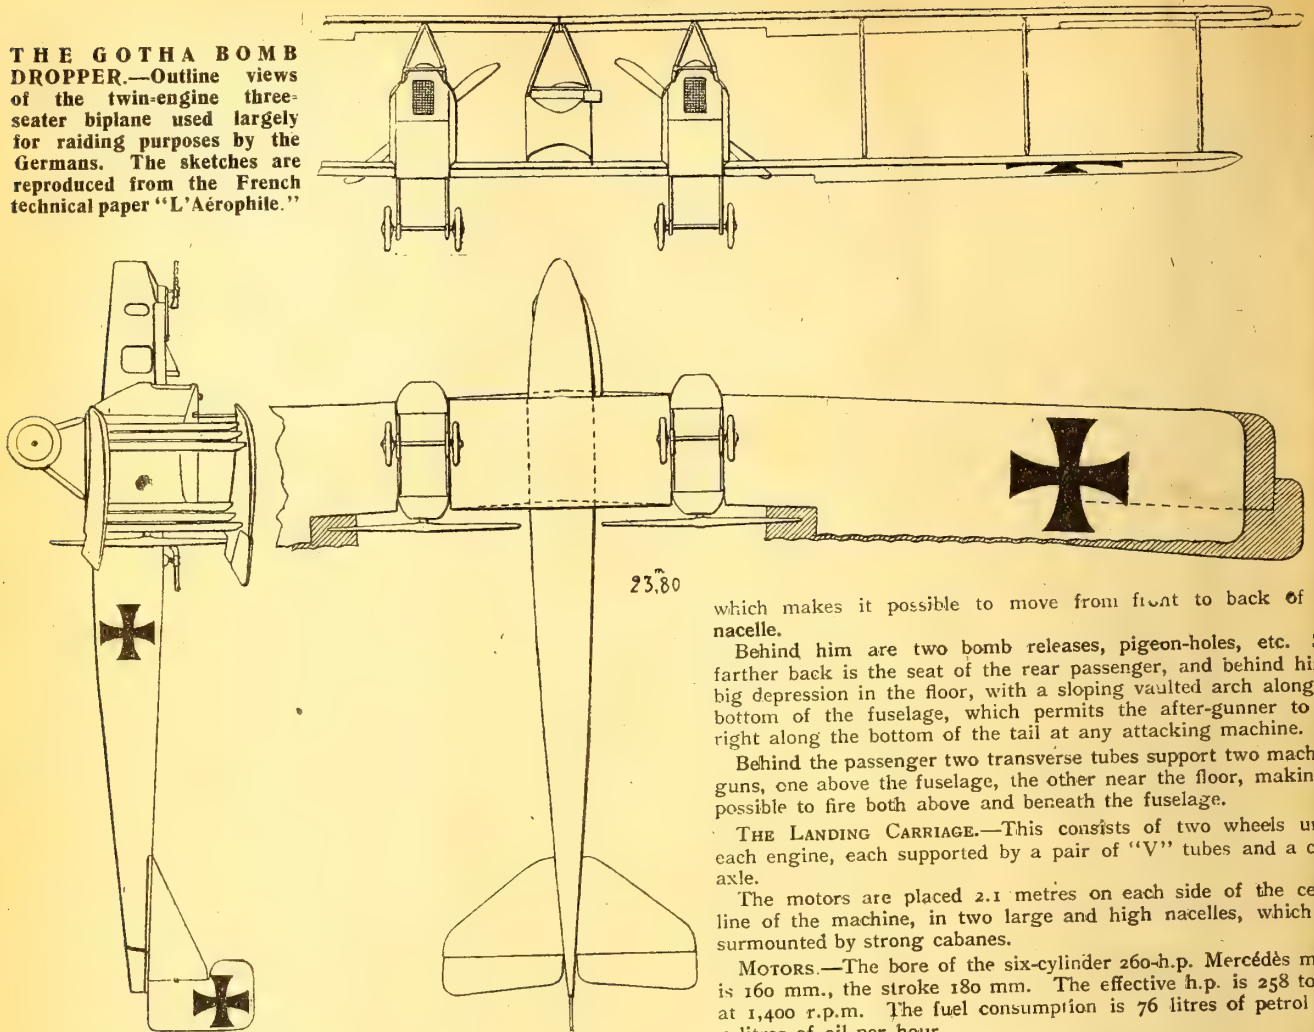 THE GOTHA BOMB
DROPPER.—Outline views
of the twin-engine three-
seater biplane used largely
for raiding purposes by the
Germans. The sketches are
reproduced from the French
technical paper "L'Aérophile."
23,80 m
which makes it possible to move from front to back of
nacelle.
Behind him are two bomb releases, pigeon-holes, etc.
farther back is the seat of the rear passenger, and behind
big depression in the floor, with a sloping vaulted arch along
bottom of the fuselage, which permits the after-gunner to
right along the bottom of the tail at any attacking machine.
Behind the passenger two transverse tubes support two
guns, one above the fuselage, the other near the floor,
possible to fire both above and beneath the fuselage.
THE LANDING CARRIAGE.—This consists of two wheels
each engine, each supported by a pair of "V" tubes and a
axle.
The motors are placed 2.1 metres on each side of the
line of the machine, in two large and high nacelles, which
surmounted by strong cabanes.
MOTORS.—The bore of the six-cylinder 260-h.p. Mercédès
is 160 mm., the stroke 180 mm. The effective h.p. is 258 to
at 1,400 r.p.m. The fuel consumption is 76 litres of petrol
litres of oil per hour